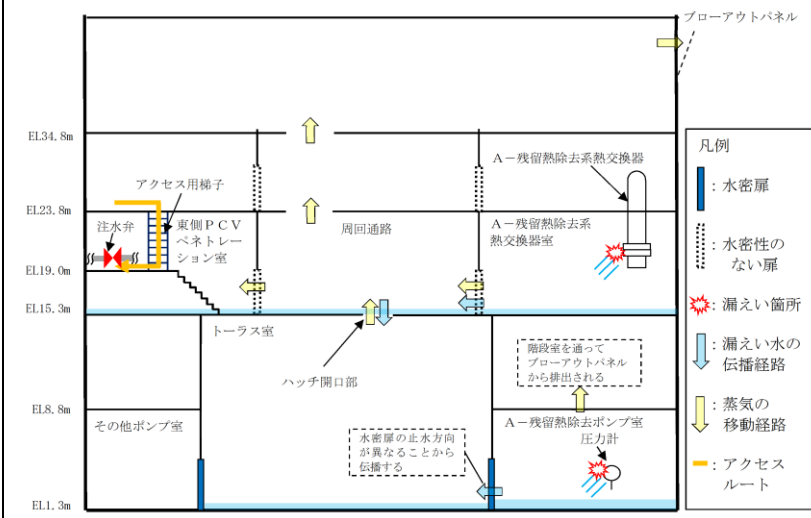 ブローアウトパネル
EL34.8m
A-残留熱除去系熱交換器
アクセス用梯子
EL23.8m
注水弁
東側PCV
ペネトレー
ション室
周回通路
A-残留熱除去系
熱交換器室
EL19.0m
EL15.3m
トーラス室
ハッチ開口部
階段室を通って
ブローアウトパネル
から排出される
EL8.8m
その他ポンプ室
A-残留熱除去ポンプ室
圧力計
水密扉の止水方向
が異なることから
伝播する
EL1.3m
凡例
:水密扉
:水密性の
ない扉
:漏えい箇所
:漏えい水の
伝播経路
:蒸気の
移動経路
:アクセス
ルート